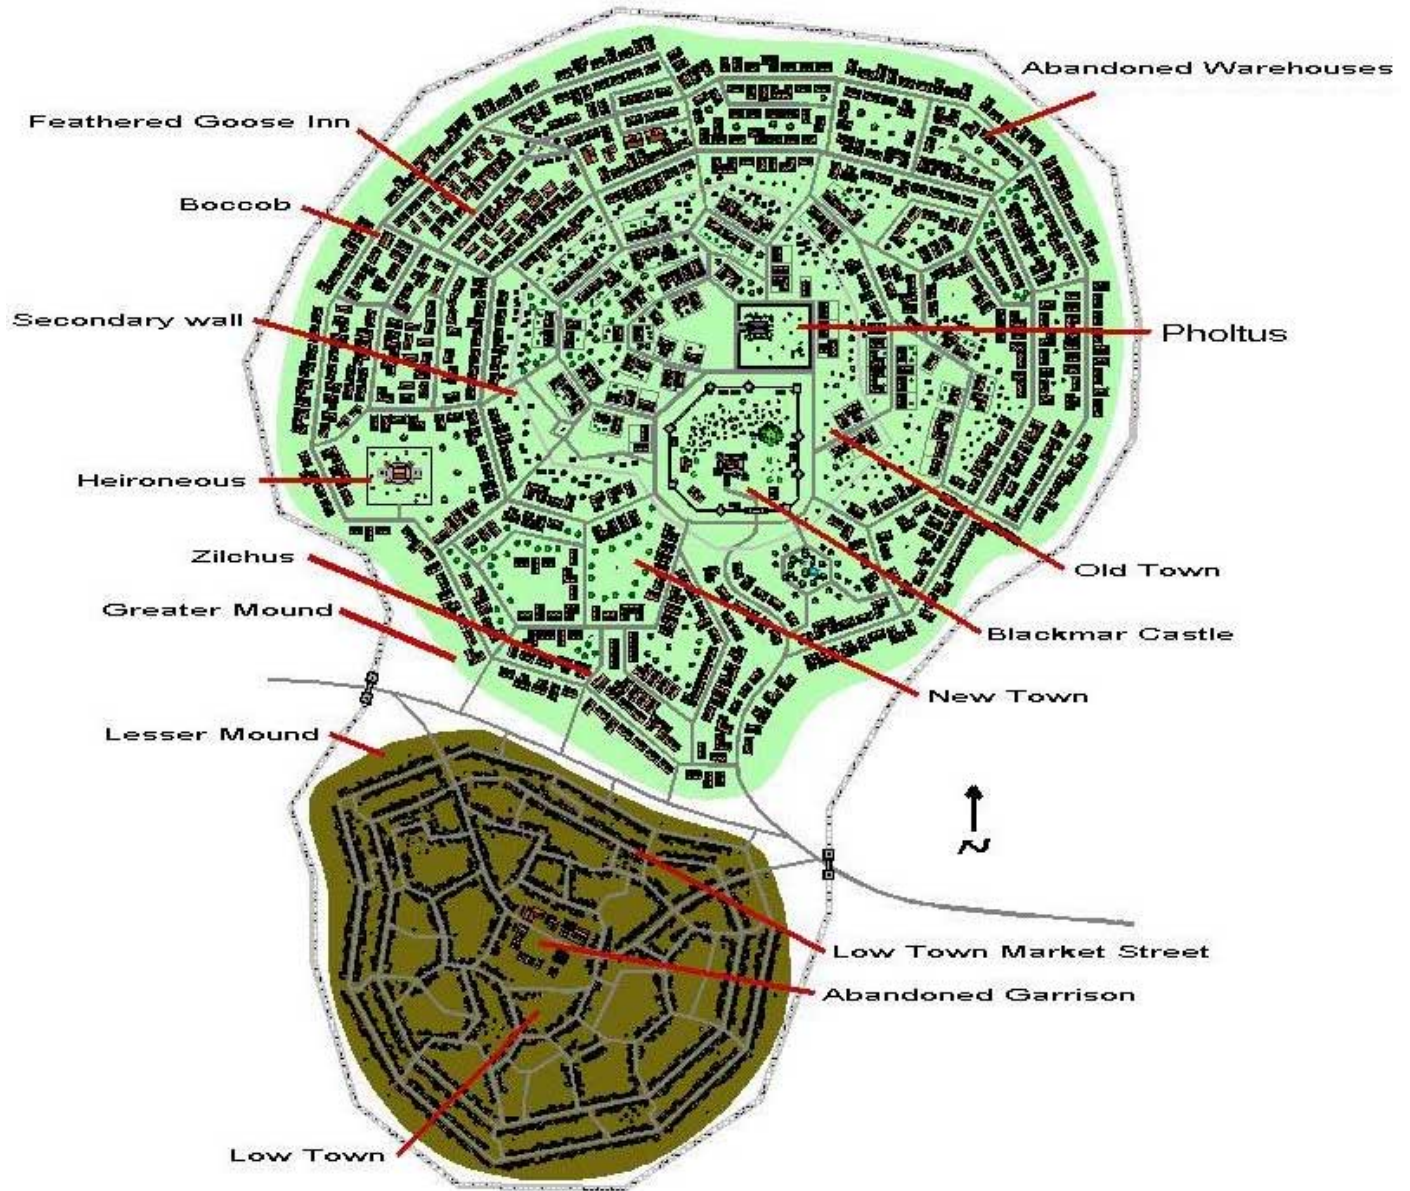 Abandoned Warehouses
Feathered Goose Inn
Boccob
Secondary wall
Pholtus
Heironeous
Zilchus
Old Town
Greater Mound
Blackmar Castle
New Town
Lesser Mound
N
Low Town Market Street
Abandoned Garrison
Low Town